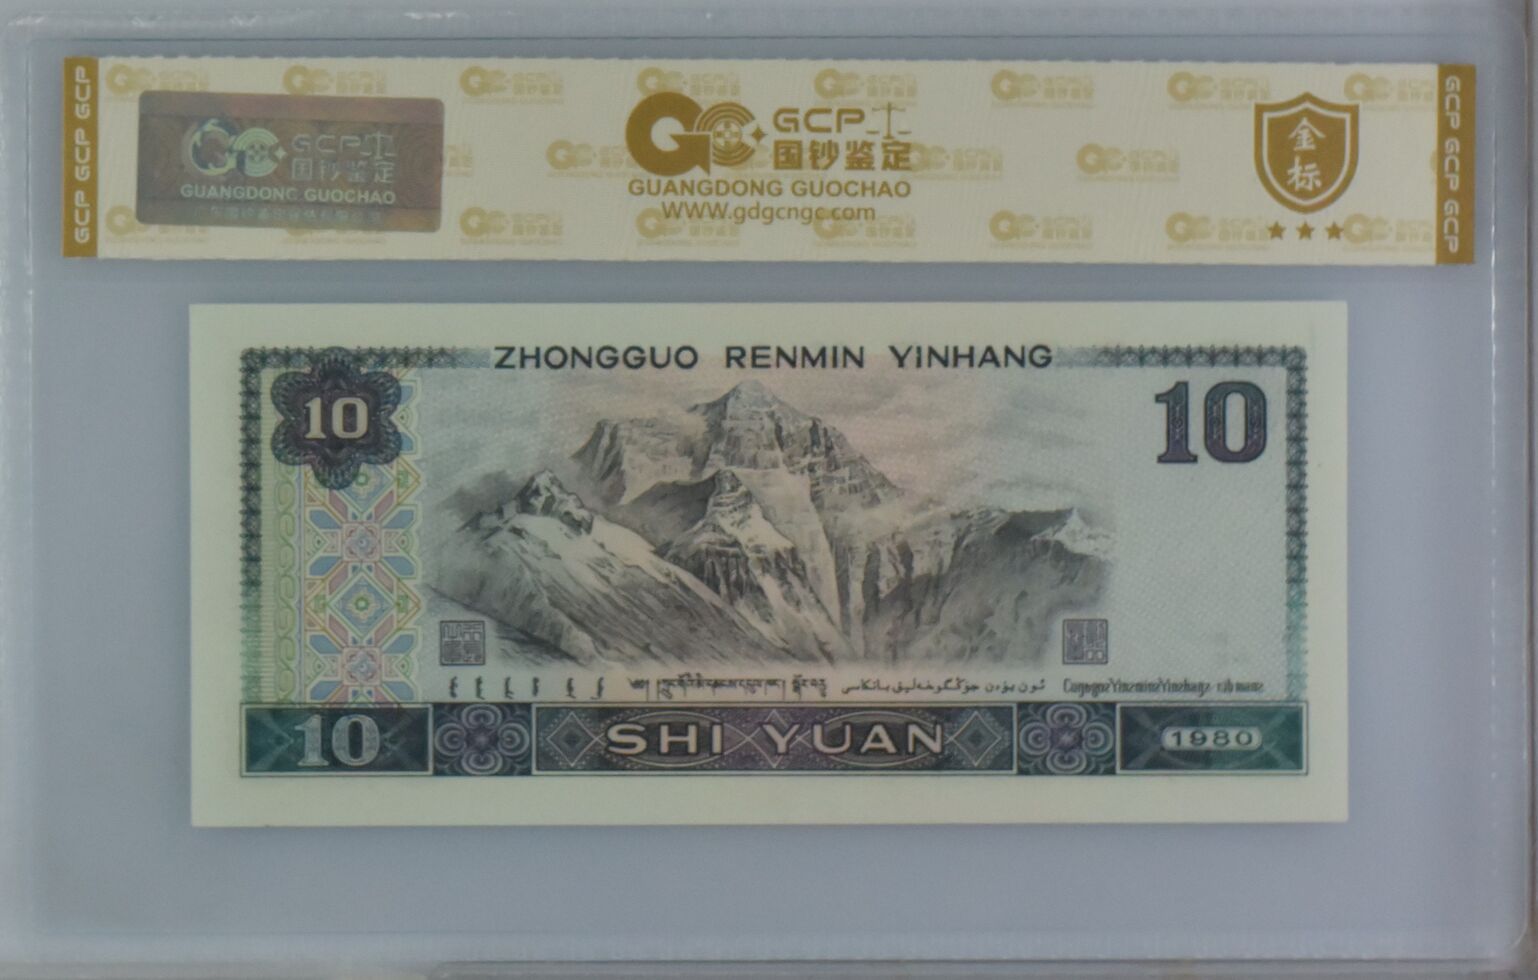 GCP GCP GCP
GCP 国钞鉴定
GUANGDONG GUOCHAO
GCP
国钞鉴定
GUANGDONG GUOCHAO
WWW.gdgcngc.com
金标
GCP GCP GCP
ZHONGGUO RENMIN YINHANG
10
10
10
SHI YUAN
1980